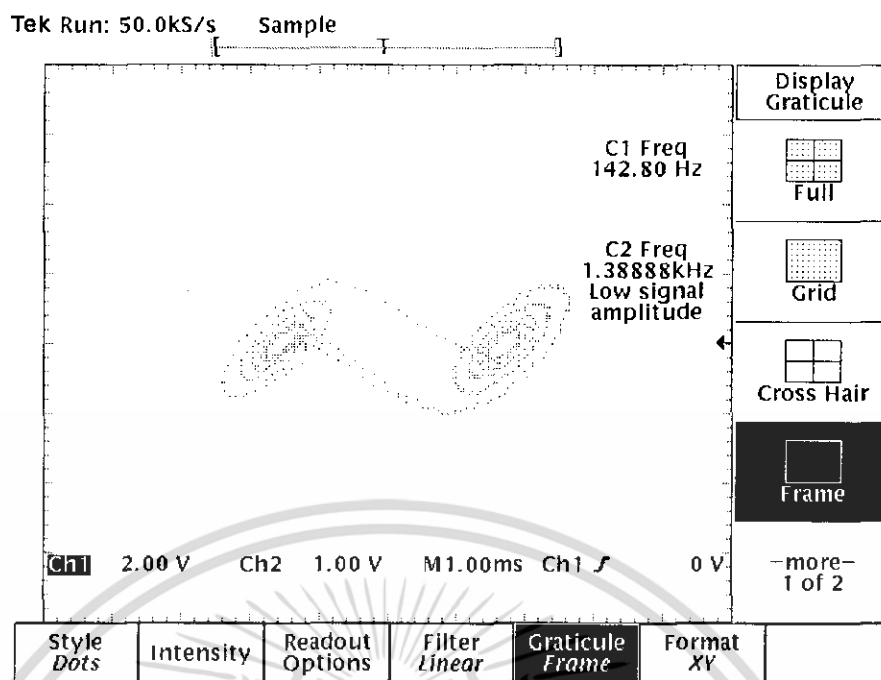 Tek Run: 50.0kS/s Sample
T
Display
Graticule
C1 Freq
142.80 Hz
Full
C2 Freq
1.38888kHz
Low signal
amplitude
Grid
Cross Hair
Frame
Ch1 2.00 V Ch2 1.00 V M1.00ms Ch1 0 V
-more-
1 of 2
Style
Dots
Intensity
Readout
Options
Filter
Linear
Graticule
Frame
Format
XY